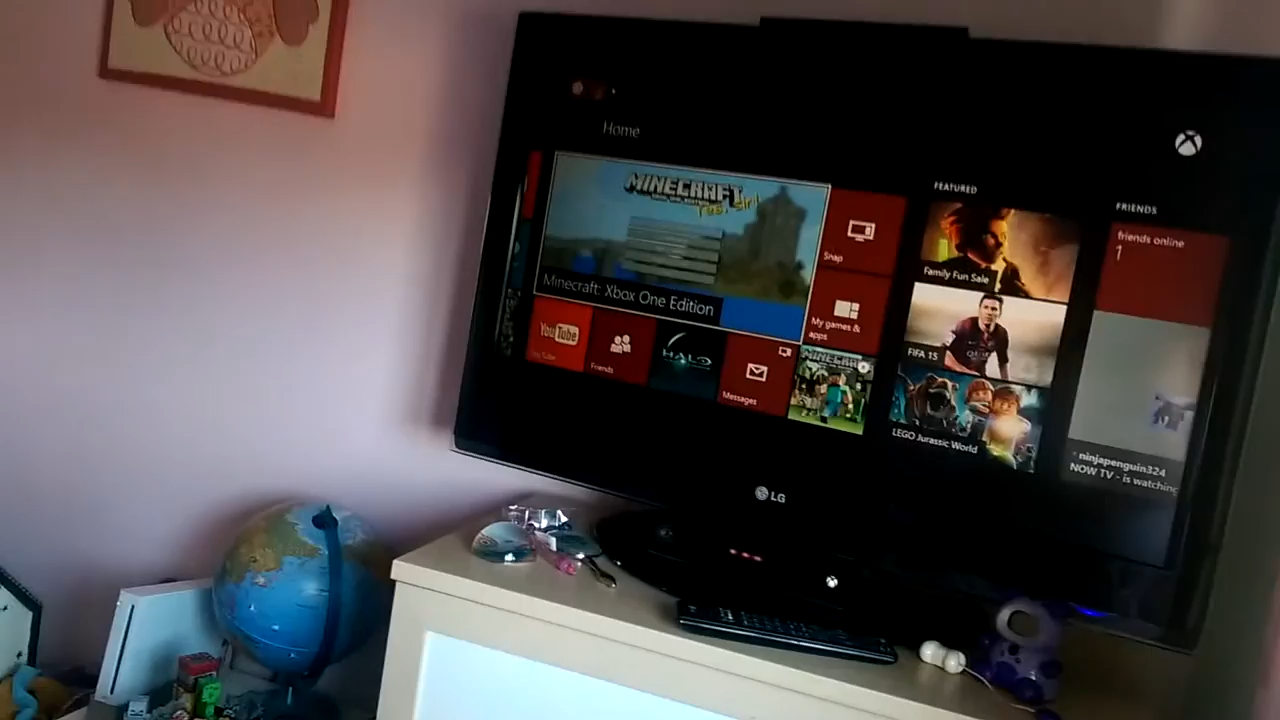 Home
MINECRAFT
Minecraft: Xbox One Edition
Snap
My games &
apps
YouTube
Friends
HALO
Messages
MINECRAFT
FEATURED
Family Fun Sale
FIFA 15
LEGO Jurassic World
FRIENDS
friends online
1
ninjapenguin324
NOW TV - is watching
LG